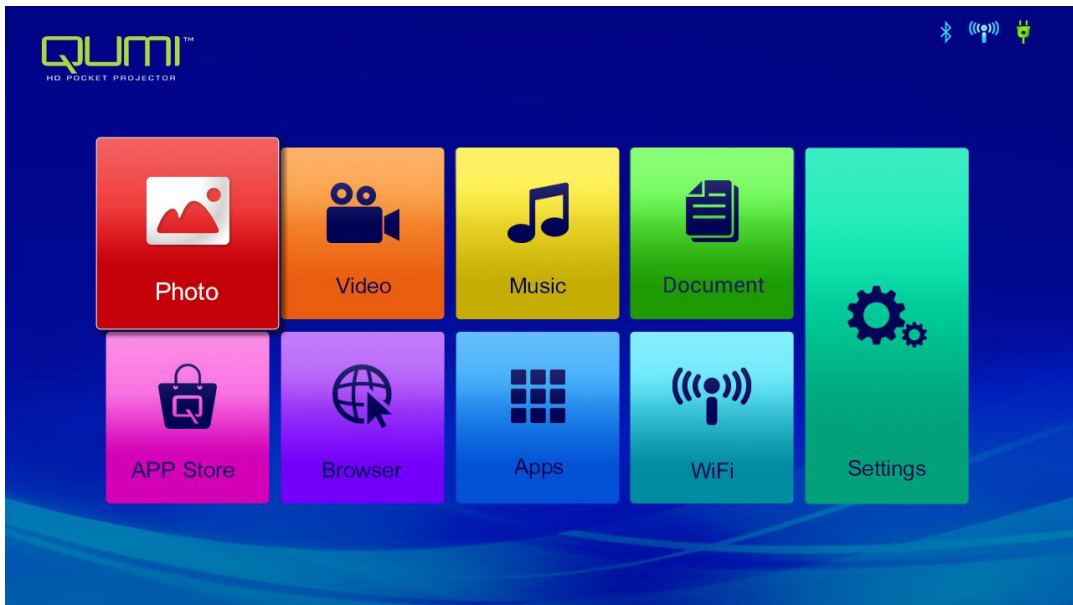 QUMI™
HD POCKET PROJECTOR
Photo
Video
Music
Document
APP Store
Browser
Apps
WiFi
Settings